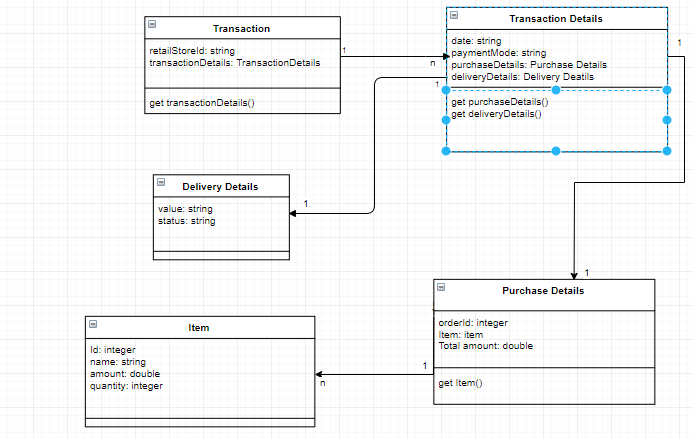 Transaction
retailStoreId: string
transactionDetails: TransactionDetails
get transactionDetails()
1
n
Transaction Details
date: string
paymentMode: string
purchaseDetails: Purchase Details
deliveryDetails: Delivery Deatils
get purchaseDetails()
get deliveryDetails()
1
1
Delivery Details
value: string
status: string
1
1
Purchase Details
orderId: integer
Item: item
Total amount: double
get Item()
1
n
Item
Id: integer
name: string
amount: double
quantity: integer